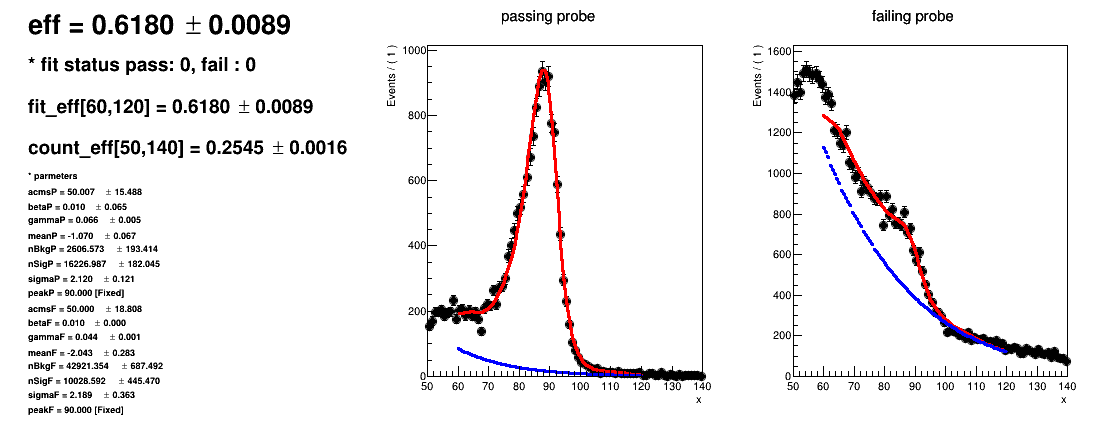 eff = 0.6180 ± 0.0089
* fit status pass: 0, fail : 0
fit_eff[60,120] = 0.6180 ± 0.0089
count_eff[50,140] = 0.2545 ± 0.0016
* parmeters
acmsP = 50.007 ± 15.488
betaP = 0.010 ± 0.065
gammaP = 0.066 ± 0.005
meanP = -1.070 ± 0.067
nBkgP = 2606.573 ± 193.414
nSigP = 16226.987 ± 182.045
sigmaP = 2.120 ± 0.121
peakP = 90.000 [Fixed]
acmsF = 50.000 ± 18.808
betaF = 0.010 ± 0.000
gammaF = 0.044 ± 0.001
meanF = -2.043 ± 0.283
nBkgF = 42921.354 ± 687.492
nSigF = 10028.592 ± 445.470
sigmaF = 2.189 ± 0.363
peakF = 90.000 [Fixed]
passing probe
Events / ( 1 )
1000
800
600
400
200
0
50 60 70 80 90 100 110 120 130 140
x
failing probe
Events / ( 1 )
1600
1400
1200
1000
800
600
400
200
0
50 60 70 80 90 100 110 120 130 140
x